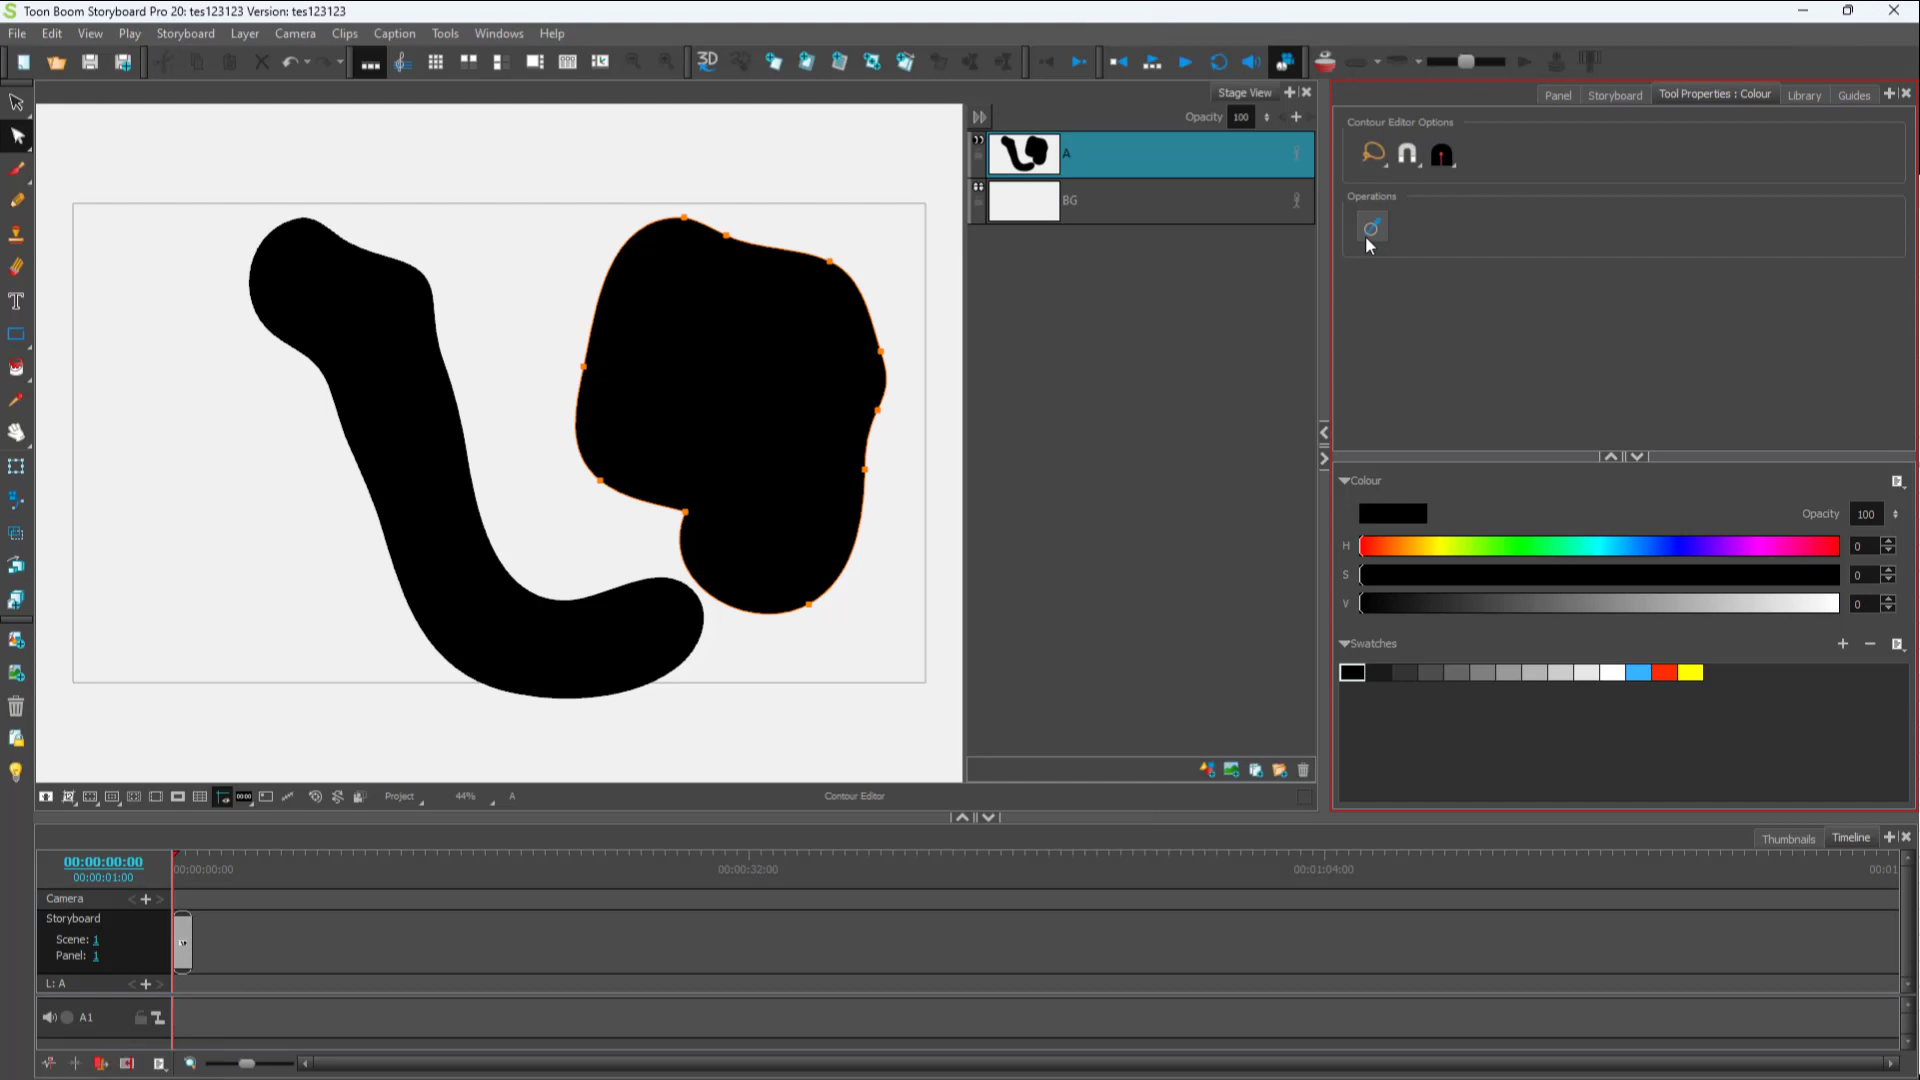 Toon Boom Storyboard Pro 20: tes123123 Version: tes123123
File Edit View Play Storyboard Layer Camera Clips Caption Tools Windows Help
3D
Stage View
Panel Storyboard Tool Properties : Colour Library Guides
Opacity 100
Contour Editor Options
A
Operations
BG
Colour
Opacity 100
H 0
S 0
V 0
Swatches
Project 44% A Contour Editor
Thumbnails Timeline
00:00:00:00
00:00:01:00
00:00:00:00 00:00:32:00 00:01:04:00 00:01
Camera
Storyboard
Scene: 1
Panel: 1
L: A
A1